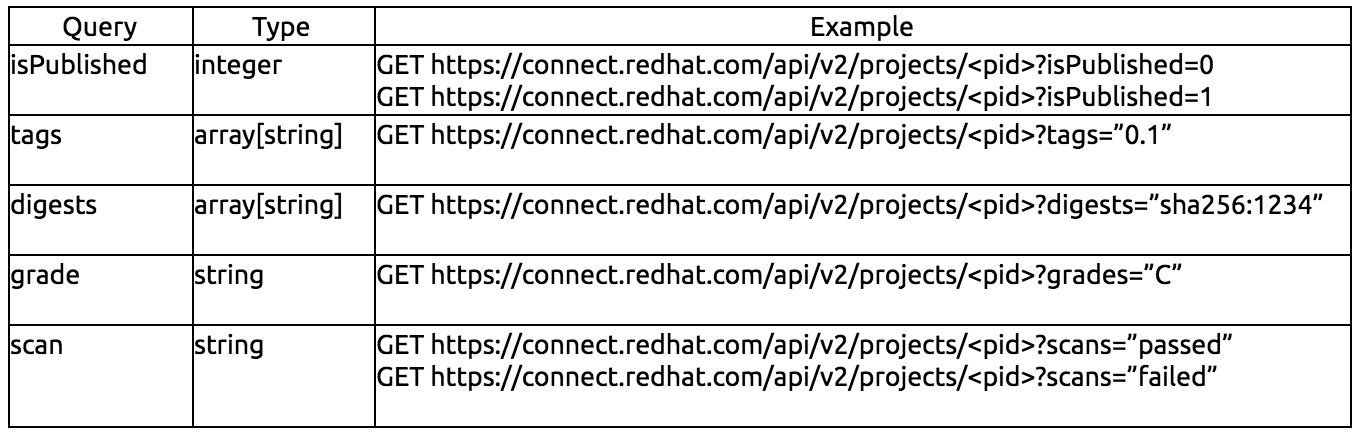 Query Type Example
isPublished integer GET https://connect.redhat.com/api/v2/projects/<pid>?isPublished=0
GET https://connect.redhat.com/api/v2/projects/<pid>?isPublished=1
tags array[string] GET https://connect.redhat.com/api/v2/projects/<pid>?tags=”0.1”
digests array[string] GET https://connect.redhat.com/api/v2/projects/<pid>?digests=”sha256:1234”
grade string GET https://connect.redhat.com/api/v2/projects/<pid>?grades=”C”
scan string GET https://connect.redhat.com/api/v2/projects/<pid>?scans=”passed”
GET https://connect.redhat.com/api/v2/projects/<pid>?scans=”failed”